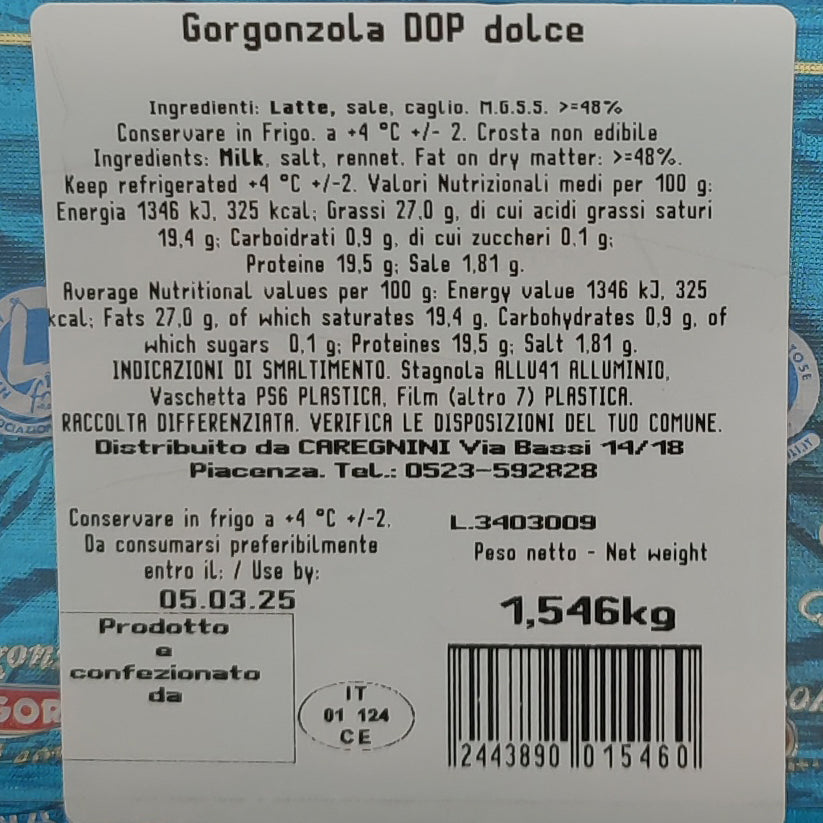 Gorgonzola DOP dolce
Ingredienti: Latte, sale, caglio. M.G.S.S. >=48%
Conservare in Frigo. a +4 °C +/- 2. Crosta non edibile
Ingredients: Milk, salt, rennet. Fat on dry matter: >=48%.
Keep refrigerated +4 °C +/-2. Valori Nutrizionali medi per 100 g:
Energia 1346 kJ, 325 kcal; Grassi 27,0 g, di cui acidi grassi saturi
19,4 g; Carboidrati 0,9 g, di cui zuccheri 0,1 g;
Proteine 19,5 g; Sale 1,81 g.
Average Nutritional values per 100 g: Energy value 1346 kJ, 325
kcal; Fats 27,0 g, of which saturates 19,4 g, Carbohydrates 0,9 g, of
which sugars 0,1 g; Proteines 19,5 g; Salt 1,81 g.
INDICAZIONI DI SMALTIMENTO. Stagnola ALLU41 ALLUMINIO,
Vaschetta PS6 PLASTICA, Film (altro 7) PLASTICA.
RACCOLTA DIFFERENZIATA. VERIFICA LE DISPOSIZIONI DEL TUO COMUNE.
Distribuito da CAREGNINI Via Bassi 14/18
Piacenza. Tel.: 0523-592828
Conservare in frigo a +4 °C +/-2.
Da consumarsi preferibilmente
entro il: / Use by:
05.03.25
L.3403009
Peso netto - Net weight
1,546kg
Prodotto
e
confezionato
da
IT
01 124
CE
2443890 015460